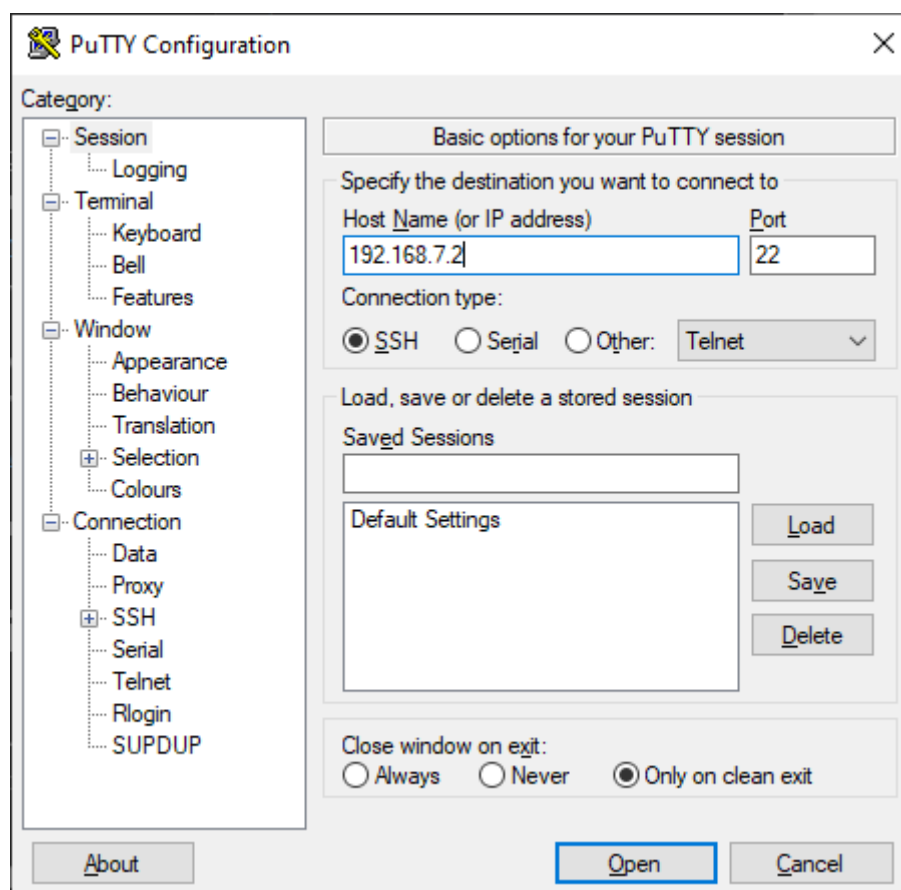 PuTTY Configuration
Category:
Session
Logging
Terminal
Keyboard
Bell
Features
Window
Appearance
Behaviour
Translation
Selection
Colours
Connection
Data
Proxy
SSH
Serial
Telnet
Rlogin
SUPDUP
Basic options for your PuTTY session
Specify the destination you want to connect to
Host Name (or IP address) Port
192.168.7.2 22
Connection type:
SSH Serial Other: Telnet
Load, save or delete a stored session
Saved Sessions
Default Settings
Load
Save
Delete
Close window on exit:
Always Never Only on clean exit
About Open Cancel